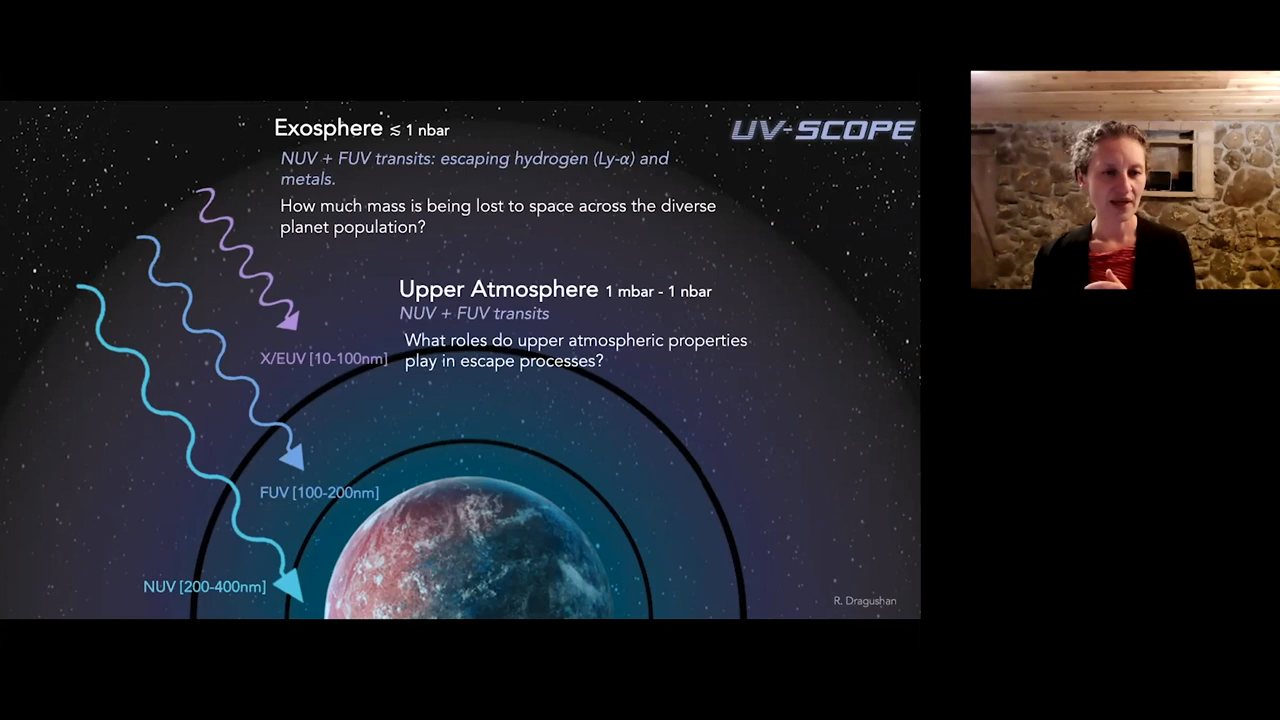 Exosphere ≲ 1 nbar
UV-SCOPE
NUV + FUV transits: escaping hydrogen (Ly-α) and
metals.
How much mass is being lost to space across the diverse
planet population?
Upper Atmosphere 1 mbar - 1 nbar
NUV + FUV transits
What roles do upper atmospheric properties
play in escape processes?
X/EUV [10-100nm]
FUV [100-200nm]
NUV [200-400nm]
R. Dragushan